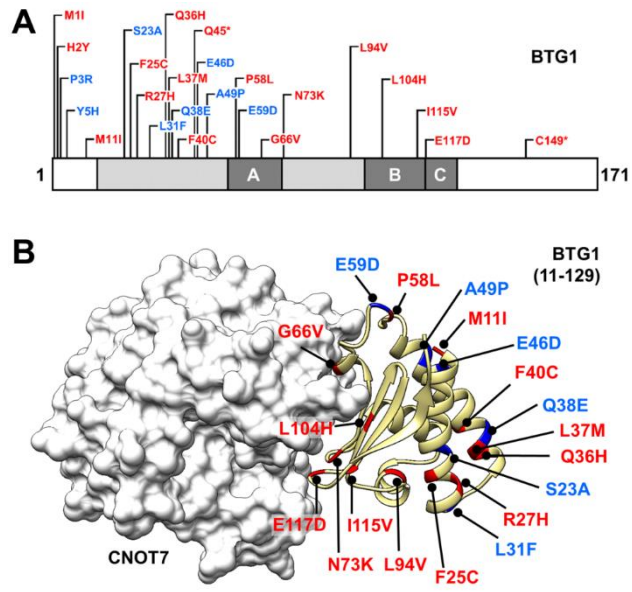 A
M1I
Q36H
S23A
Q45*
H2Y
L94V
BTG1
F25C
E46D
P3R
L37M
P58L
L104H
R27H
A49P
N73K
Y5H
Q38E
E59D
I115V
L31F
M11I
F40C
G66V
E117D
C149*
1
A
B
C
171
B
E59D
P58L
BTG1
(11-129)
A49P
M11I
G66V
E46D
F40C
Q38E
L104H
L37M
Q36H
S23A
E117D
I115V
R27H
CNOT7
N73K
L94V
F25C
L31F